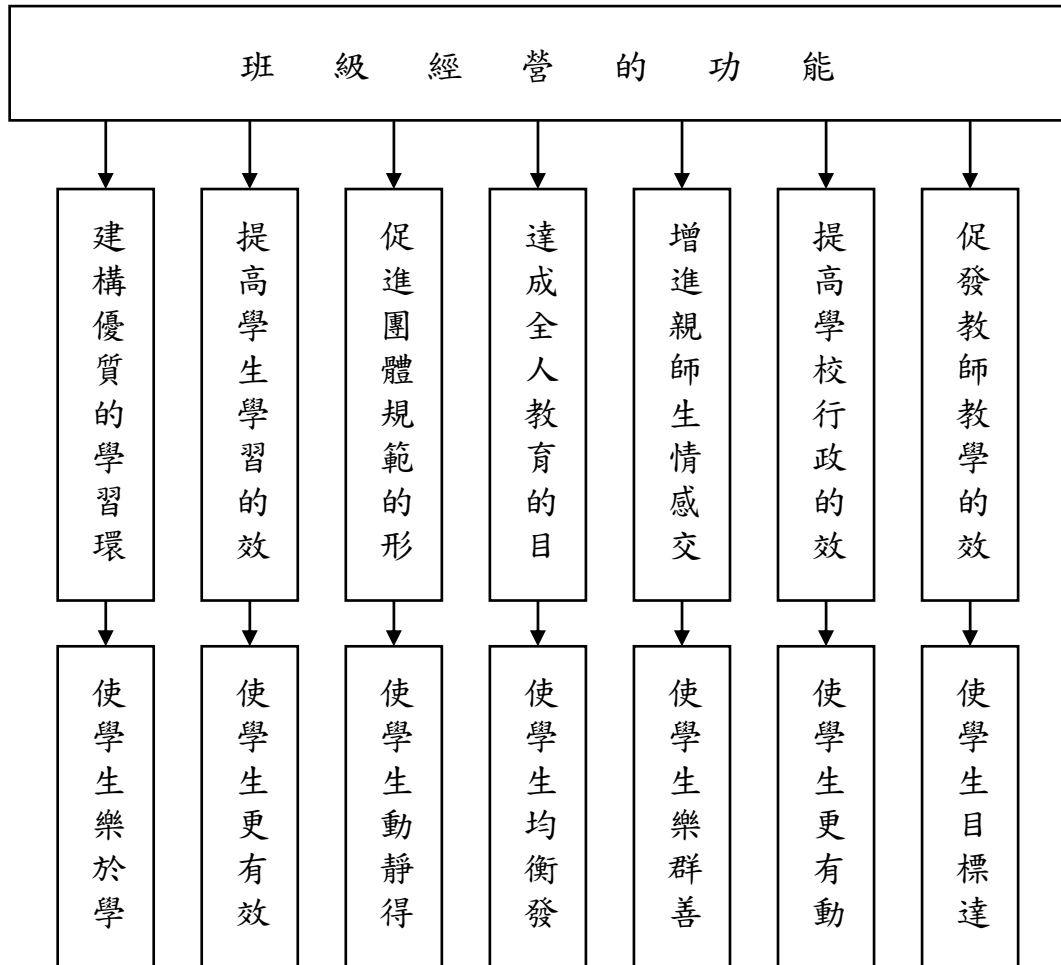 班級經營的功能
建構優質的學習環
提高學生學習的效
促進團體規範的形
達成全人教育的目
增進親師生情感交
提高學校行政的效
促發教師教學的效
使學生樂於學
使學生更有效
使學生動靜得
使學生均衡發
使學生樂群善
使學生更有動
使學生目標達